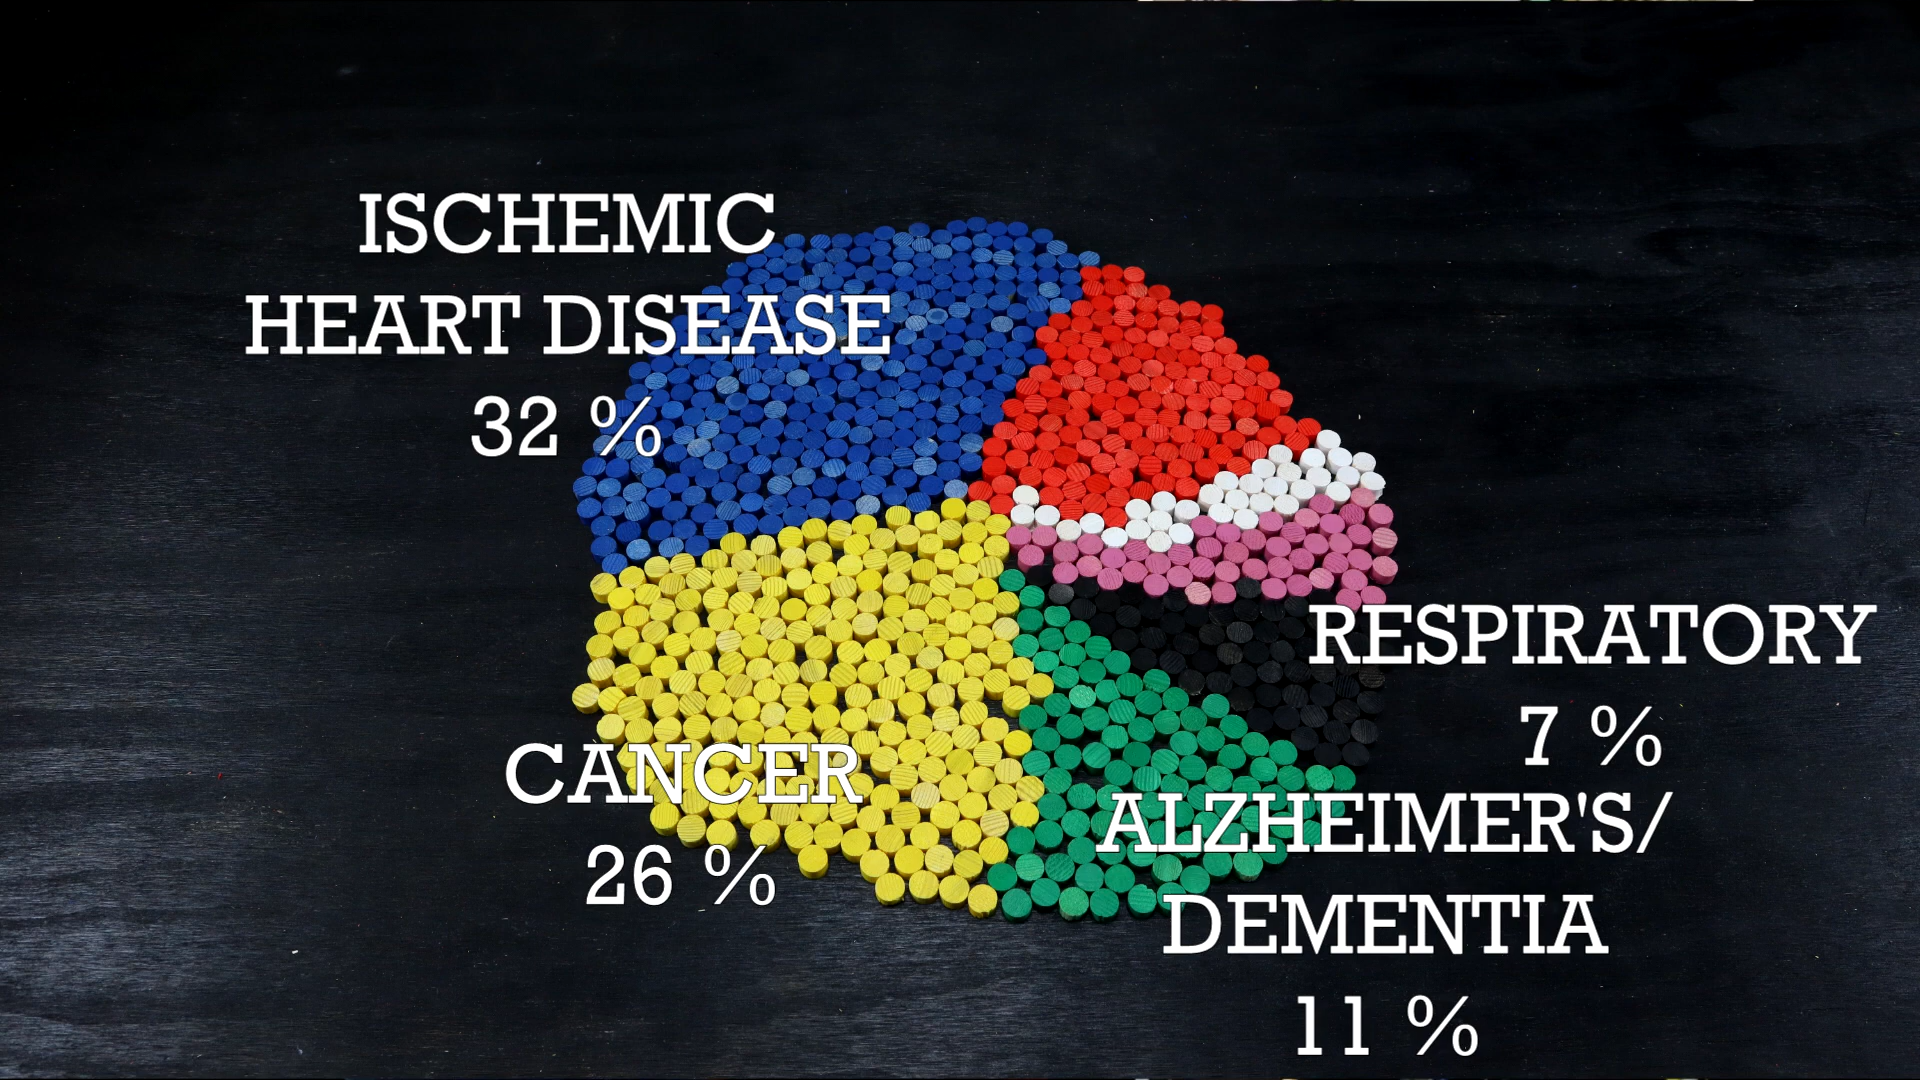 ISCHEMIC
HEART DISEASE
32 %
CANCER
26 %
RESPIRATORY
7 %
ALZHEIMER'S/
DEMENTIA
11 %